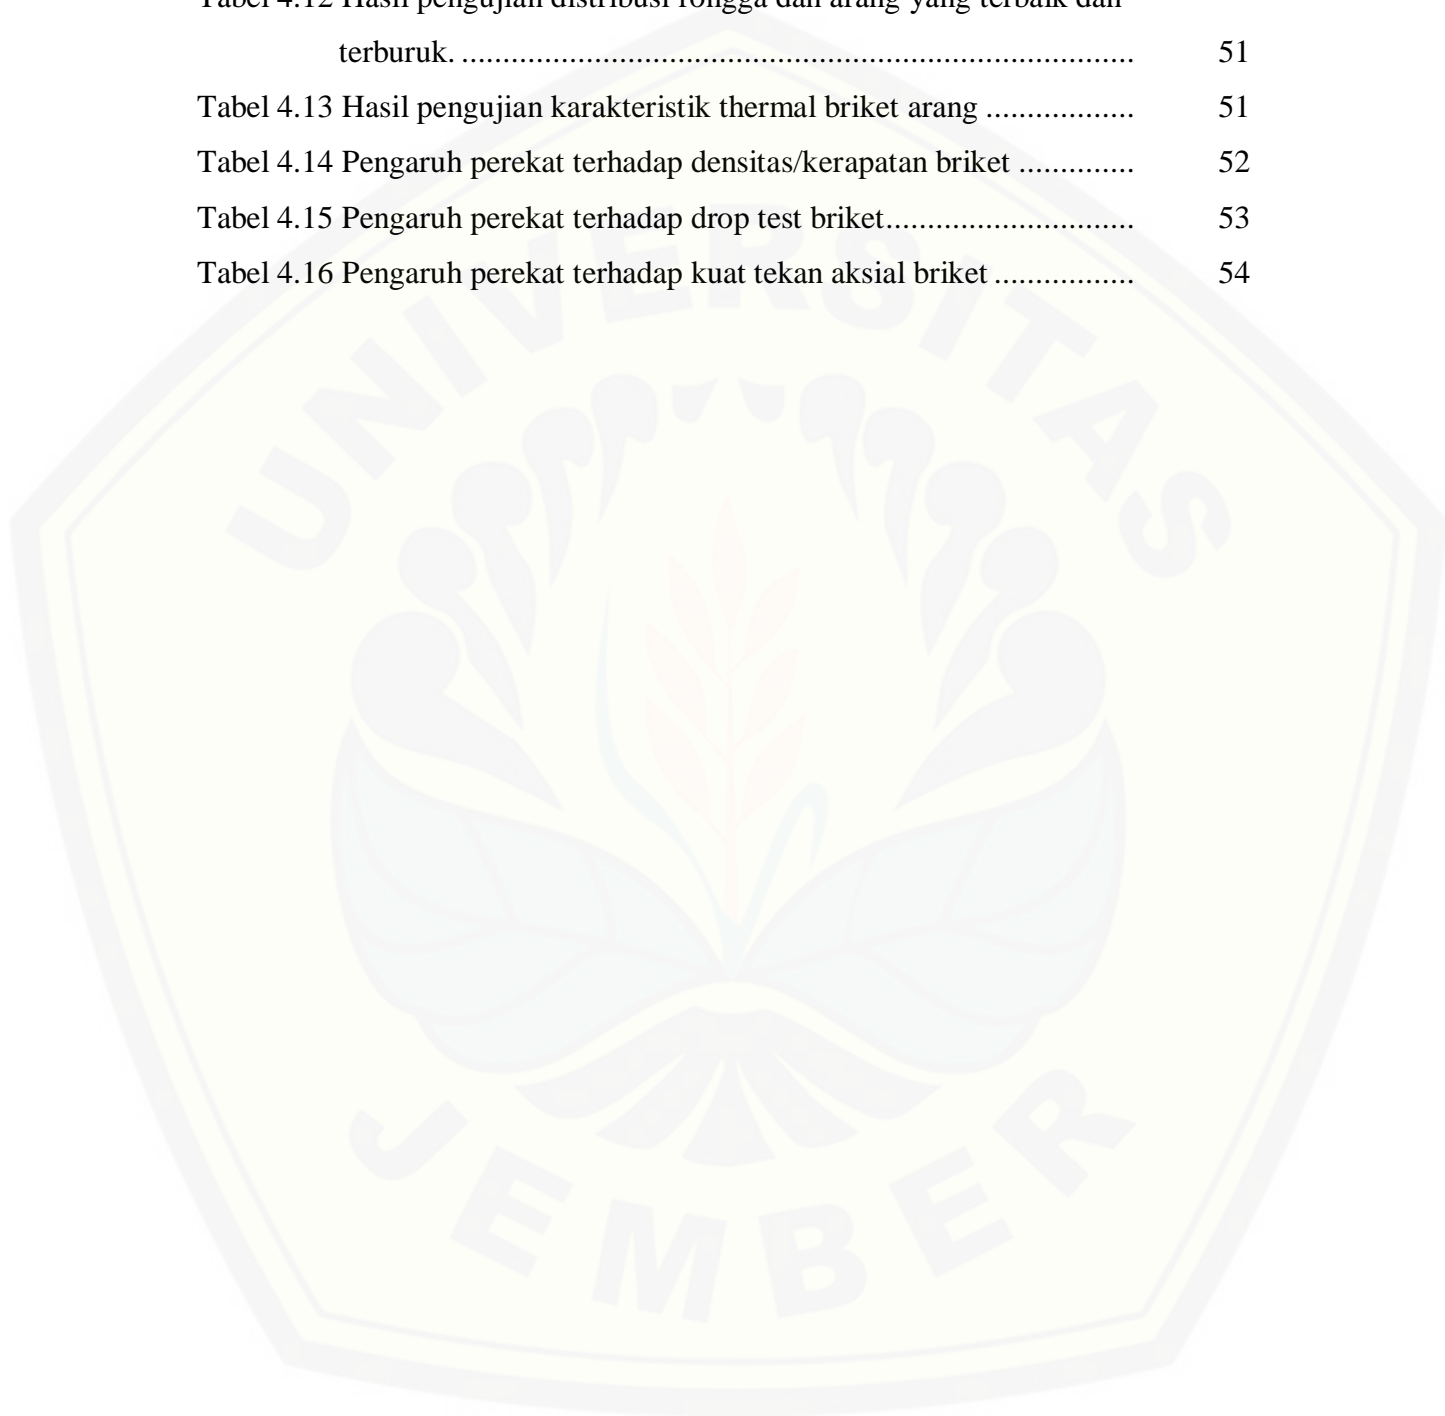 Tabel 4.12 Hasil pengujian distribusi rongga dan arang yang terbaik dan
terburuk. .................................................................................. 51
Tabel 4.13 Hasil pengujian karakteristik thermal briket arang .................. 51
Tabel 4.14 Pengaruh perekat terhadap densitas/kerapatan briket .............. 52
Tabel 4.15 Pengaruh perekat terhadap drop test briket.............................. 53
Tabel 4.16 Pengaruh perekat terhadap kuat tekan aksial briket ................. 54
UNIVERSITAS
JEMBER